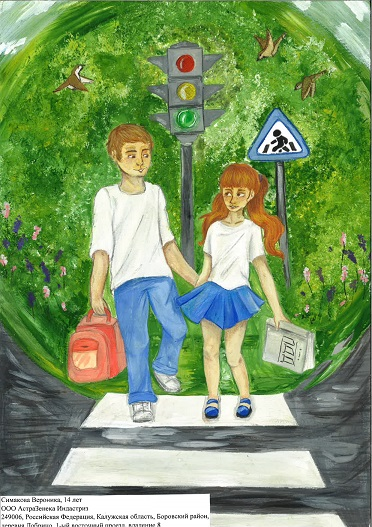 Симакова Вероника, 14 лет
ООО АстраЗенека Индастриз
249006, Российская Федерация, Калужская область, Боровский район,
деревня Добрино, 1-ый восточный проезд, владение 8